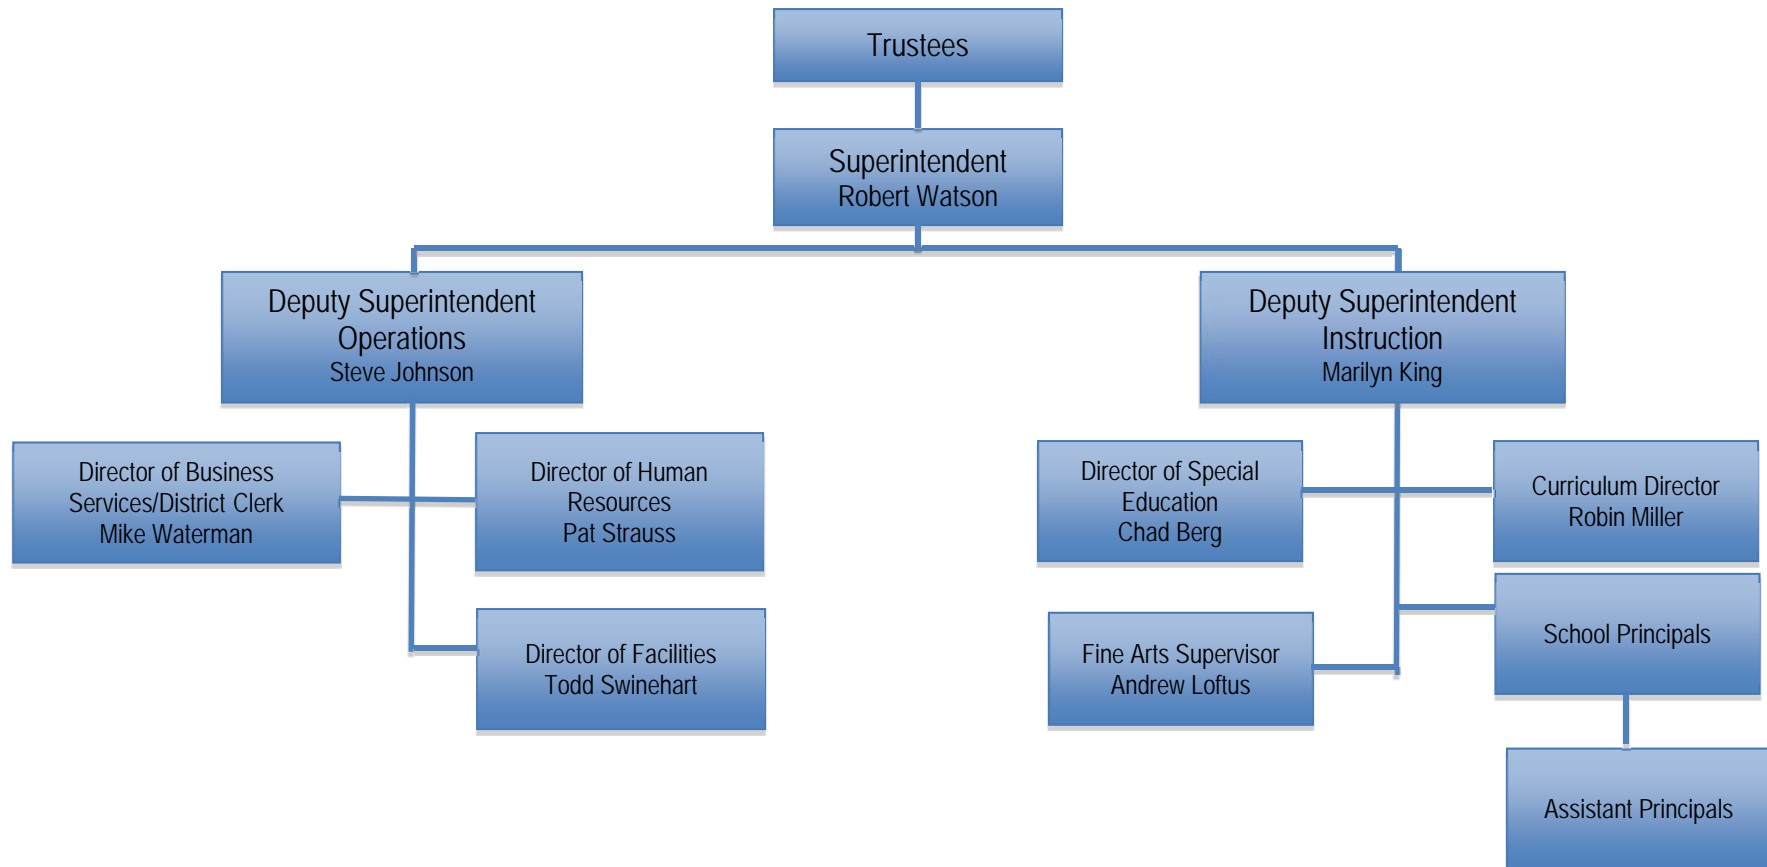 Trustees
Superintendent
Robert Watson
Deputy Superintendent
Operations
Steve Johnson
Deputy Superintendent
Instruction
Marilyn King
Director of Business
Services/District Clerk
Mike Waterman
Director of Human
Resources
Pat Strauss
Director of Special
Education
Chad Berg
Curriculum Director
Robin Miller
Director of Facilities
Todd Swinehart
Fine Arts Supervisor
Andrew Loftus
School Principals
Assistant Principals